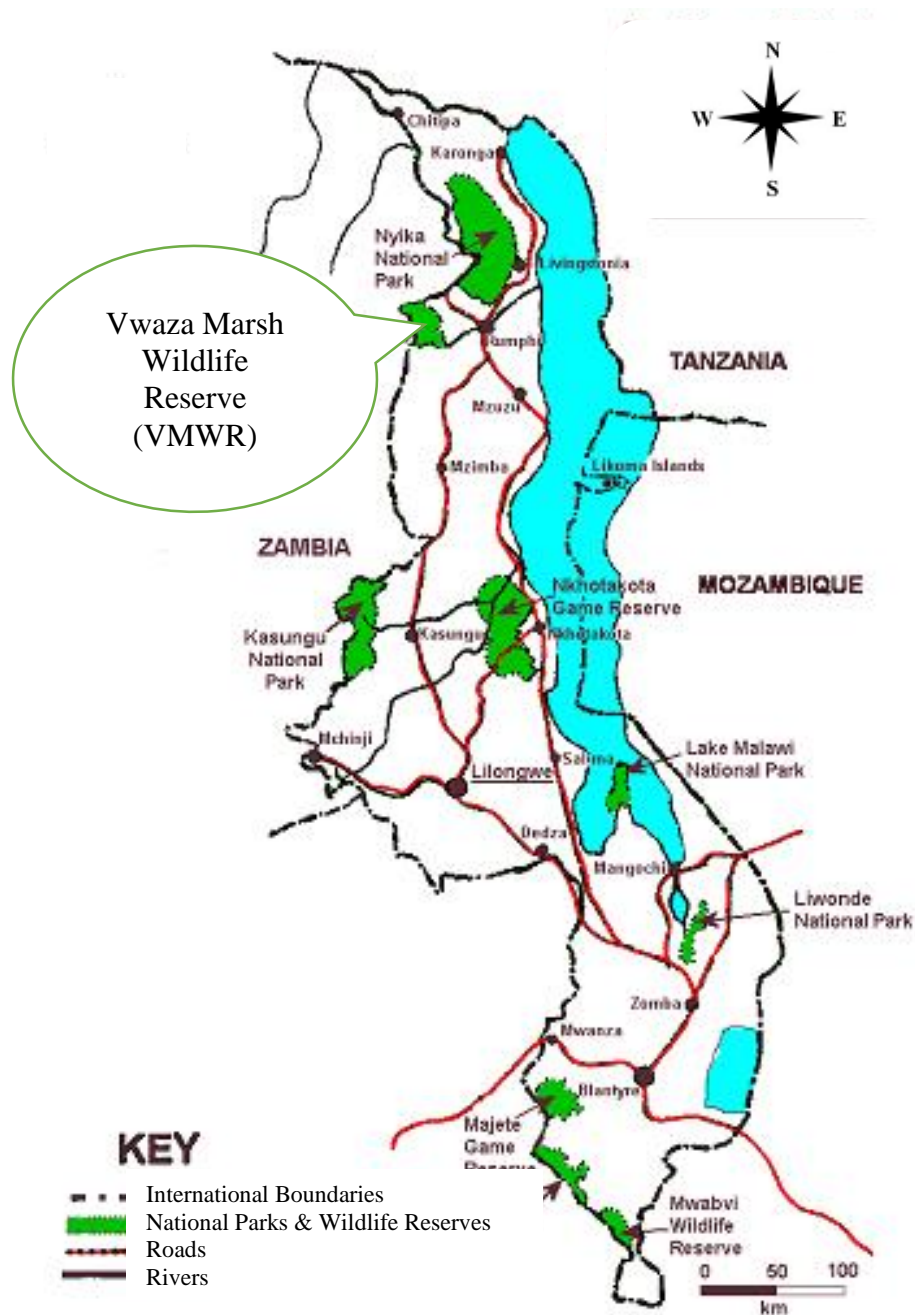 N
W
E
S
Chitipa
Karonga
Nyika
National
Park
Livingstonia
Vwaza Marsh
Wildlife
Reserve
(VMWR)
Rumphi
TANZANIA
Mzuzu
Mzimba
Likoma Islands
ZAMBIA
MOZAMBIQUE
Nkhotakota
Game Reserve
Kasungu
National
Park
Kasungu
Nkhotakota
Mchinji
Salima
Lake Malawi
National Park
Lilongwe
Dedza
Mangochi
Liwonde
National Park
Zomba
Mwanza
Blantyre
Majete
Game
Reserve
KEY
International Boundaries
National Parks & Wildlife Reserves
Roads
Rivers
Mwabvi
Wildlife
Reserve
0 50 100
km